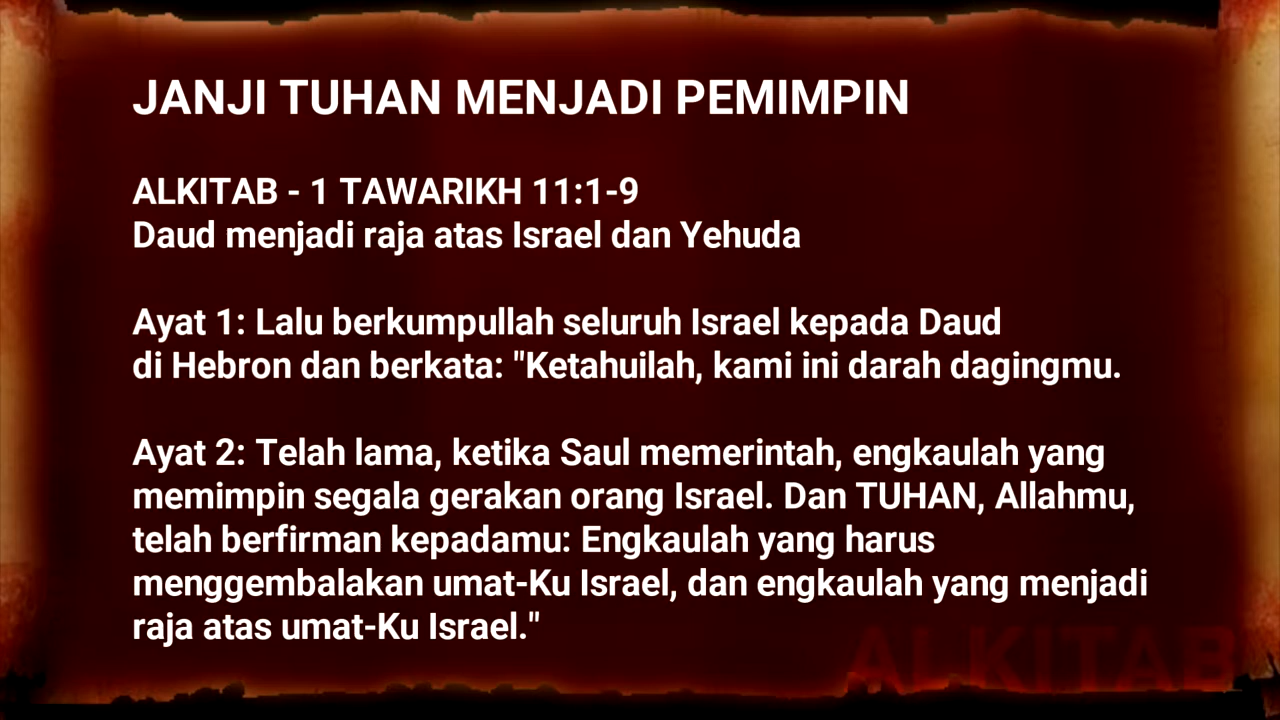 JANJI TUHAN MENJADI PEMIMPIN
ALKITAB - 1 TAWARIKH 11:1-9
Daud menjadi raja atas Israel dan Yehuda
Ayat 1: Lalu berkumpullah seluruh Israel kepada Daud
di Hebron dan berkata: "Ketahuilah, kami ini darah dagingmu.
Ayat 2: Telah lama, ketika Saul memerintah, engkaulah yang
memimpin segala gerakan orang Israel. Dan TUHAN, Allahmu,
telah berfirman kepadamu: Engkaulah yang harus
menggembalakan umat-Ku Israel, dan engkaulah yang menjadi
raja atas umat-Ku Israel."
ALKITAB